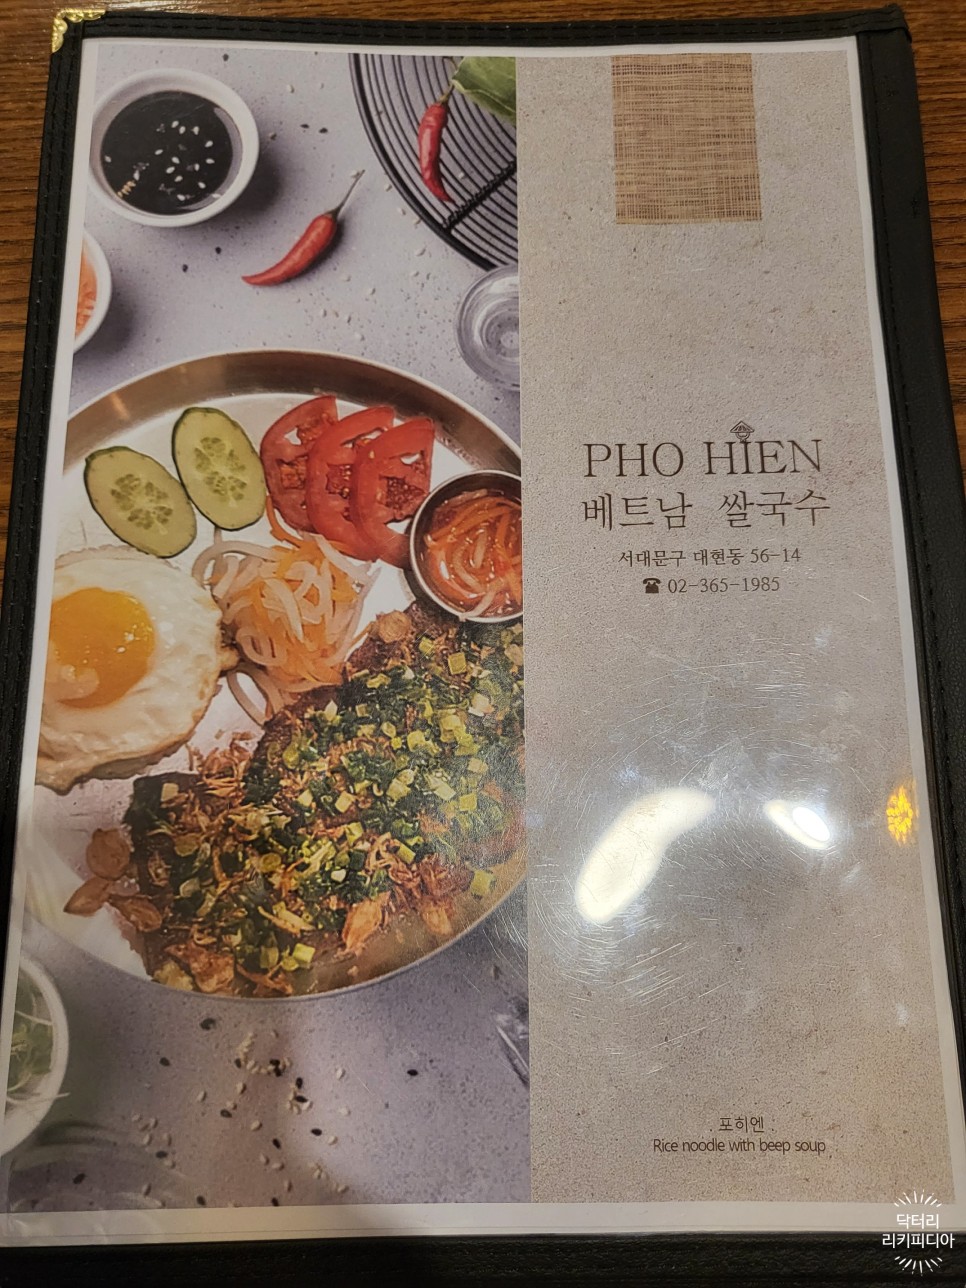 PHO HIEN
베트남 쌀국수
서대문구 대현동 56-14
☎ 02-365-1985
포히엔
Rice noodle with beep soup
닥터리
리키피디아